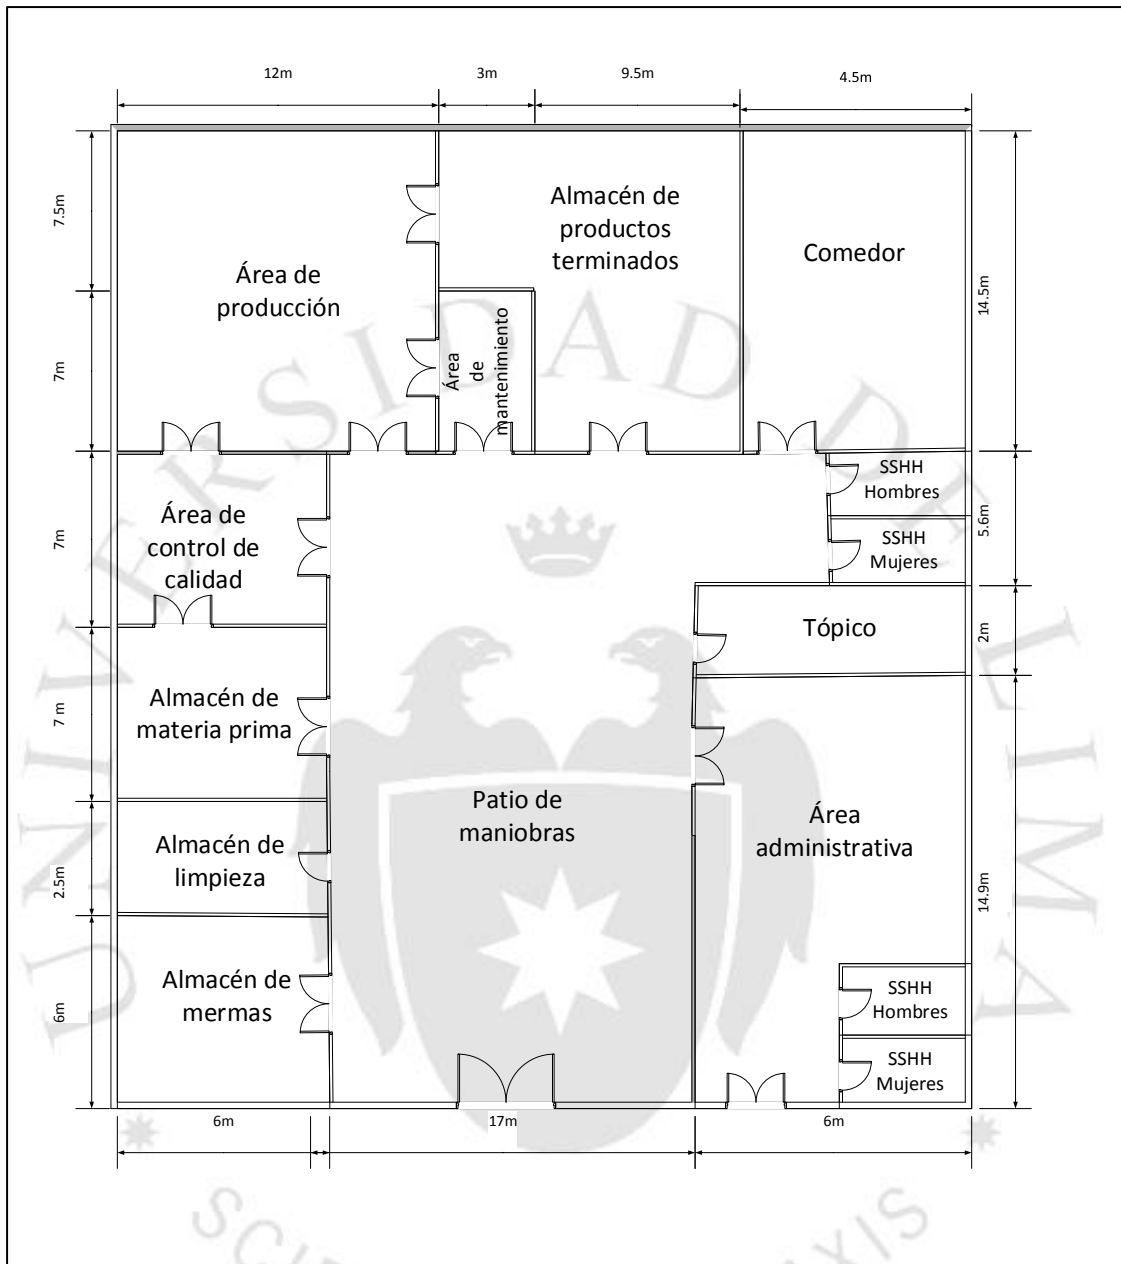 12m
3m
9.5m
4.5m
7.5m
7m
7m
7 m
2.5m
6m
14.5m
5.6m
2m
14.9m
Área de
producción
Almacén de
productos
terminados
Comedor
Área
de
mantenimiento
SSHH
Hombres
SSHH
Mujeres
Área de
control de
calidad
Tópico
Almacén de
materia prima
Patio de
maniobras
Área
administrativa
Almacén de
limpieza
Almacén de
mermas
SSHH
Hombres
SSHH
Mujeres
6m
17m
6m
UNIVERSIDAD DE LIMA